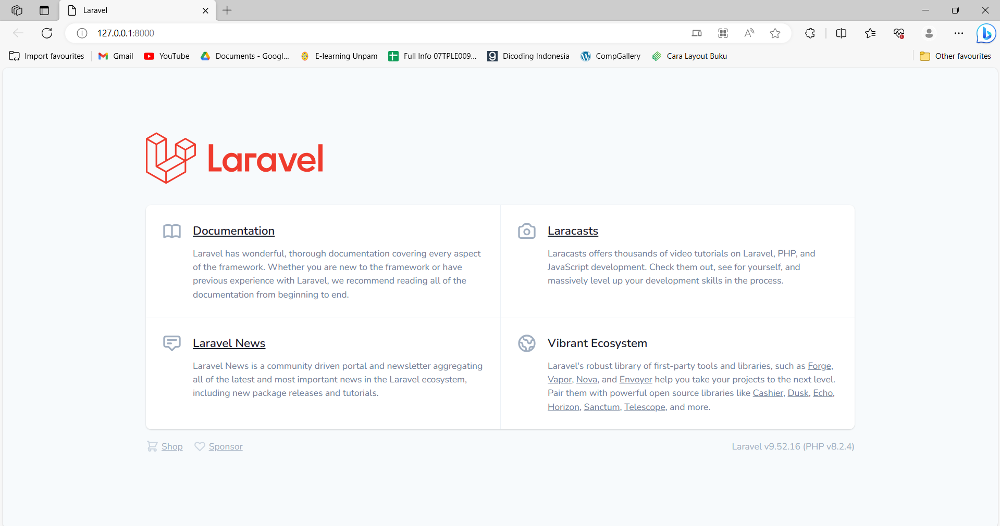 Laravel
127.0.0.1:8000
Import favourites
Gmail
YouTube
Documents - Googl...
E-learning Unpam
Full Info 07TPLE009...
Dicoding Indonesia
CompGallery
Cara Layout Buku
Other favourites
Laravel
Documentation
Laravel has wonderful, thorough documentation covering every aspect
of the framework. Whether you are new to the framework or have
previous experience with Laravel, we recommend reading all of the
documentation from beginning to end.
Laracasts
Laracasts offers thousands of video tutorials on Laravel, PHP, and
JavaScript development. Check them out, see for yourself, and
massively level up your development skills in the process.
Laravel News
Laravel News is a community driven portal and newsletter aggregating
all of the latest and most important news in the Laravel ecosystem,
including new package releases and tutorials.
Vibrant Ecosystem
Laravel's robust library of first-party tools and libraries, such as Forge,
Vapor, Nova, and Envoyer help you take your projects to the next level.
Pair them with powerful open source libraries like Cashier, Dusk, Echo,
Horizon, Sanctum, Telescope, and more.
Shop
Sponsor
Laravel v9.52.16 (PHP v8.2.4)